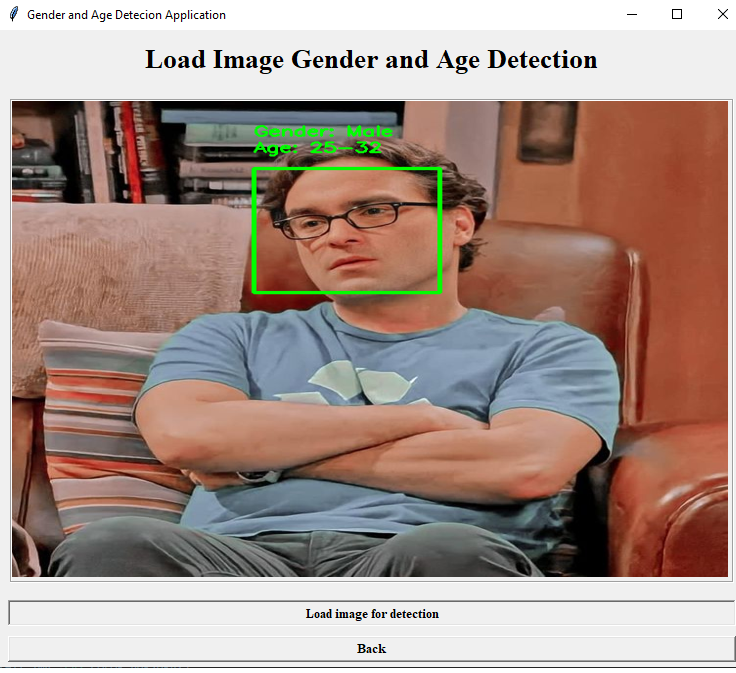 Gender and Age Detecion Application
Load Image Gender and Age Detection
Gender: Male
Age: 25-32
Load image for detection
Back